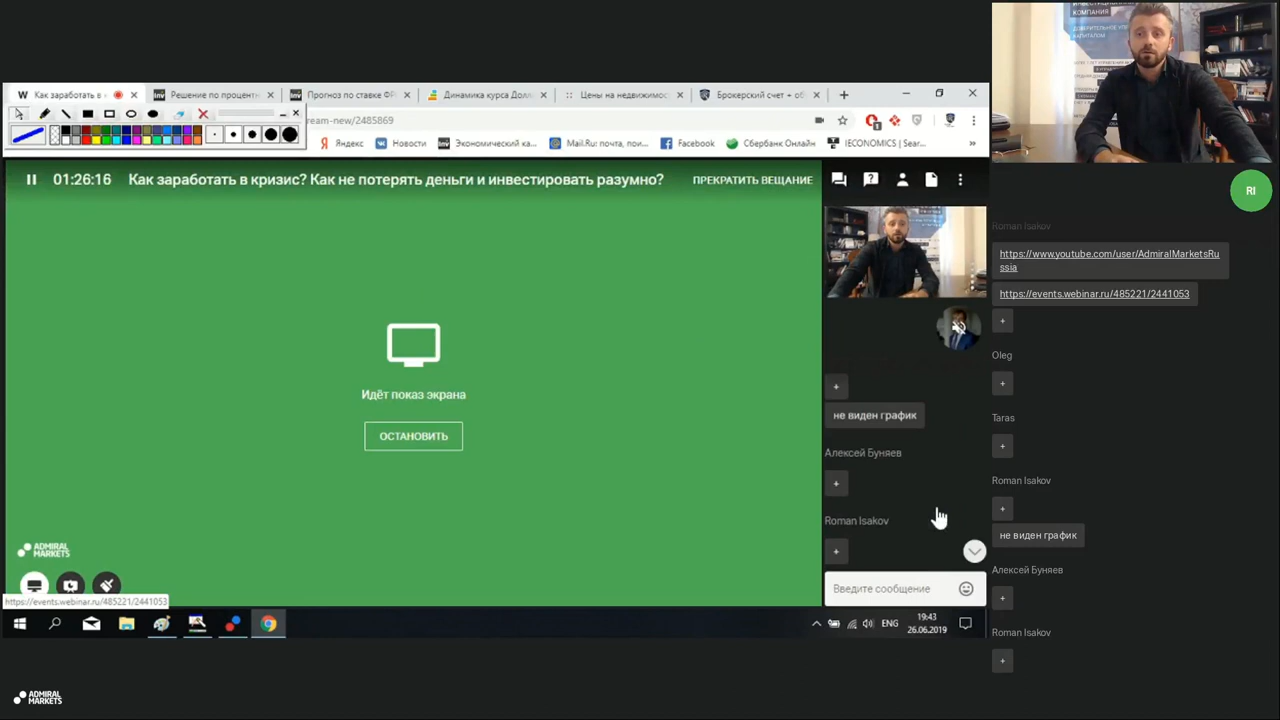 ИНВЕСТИЦИОННАЯ
КОМПАНИЯ
Как заработать в
Решение по процент
Прогноз по ставке ФР
Динамика курса Долл
Цены на недвижимос
Брокерский счет + об
ream-new/2485869
Яндекс
Новости
Экономический ка...
Mail.Ru: почта, пои...
Facebook
Сбербанк Онлайн
IECONOMICS | Sear...
01:26:16
Как заработать в кризис? Как не потерять деньги и инвестировать разумно?
ПРЕКРАТИТЬ ВЕЩАНИЕ
Идёт показ экрана
ОСТАНОВИТЬ
ADMIRAL
MARKETS
https://events.webinar.ru/485221/2441053
+
не виден график
Алексей Буняев
+
Roman Isakov
+
Введите сообщение
ENG
19:43
26.06.2019
RI
Roman Isakov
https://www.youtube.com/user/AdmiralMarketsRu
ssia
https://events.webinar.ru/485221/2441053
+
Oleg
+
Taras
+
Roman Isakov
+
не виден график
Алексей Буняев
+
Roman Isakov
+
ADMIRAL
MARKETS